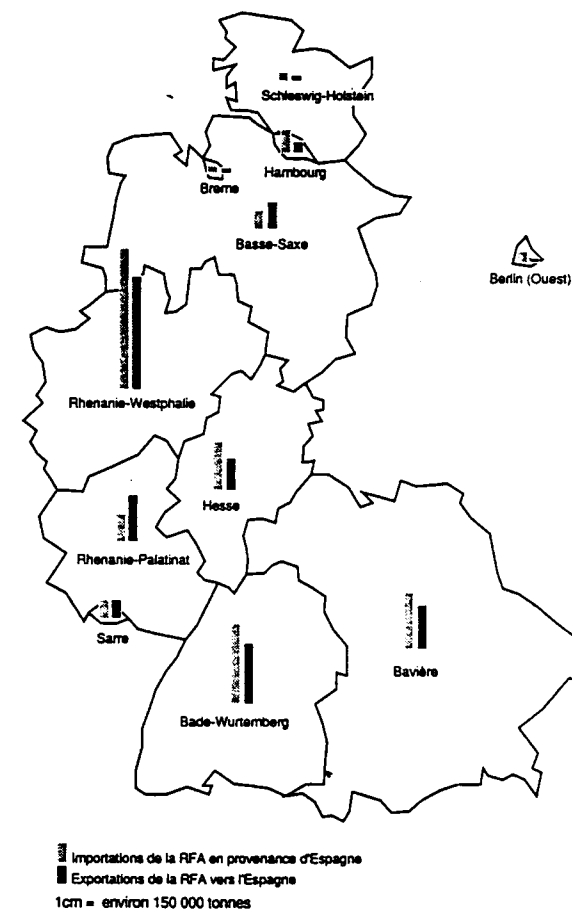 Schleswig-Holstein
Hambourg
Breme
Basse-Saxe
Berlin (Ouest)
Rhenanie-Westphalie
Hesse
Rhenanie-Palatinat
Sarre
Bavière
Bade-Wurtemberg
Importations de la RFA en provenance d'Espagne
Exportations de la RFA vers l'Espagne
1cm = environ 150 000 tonnes